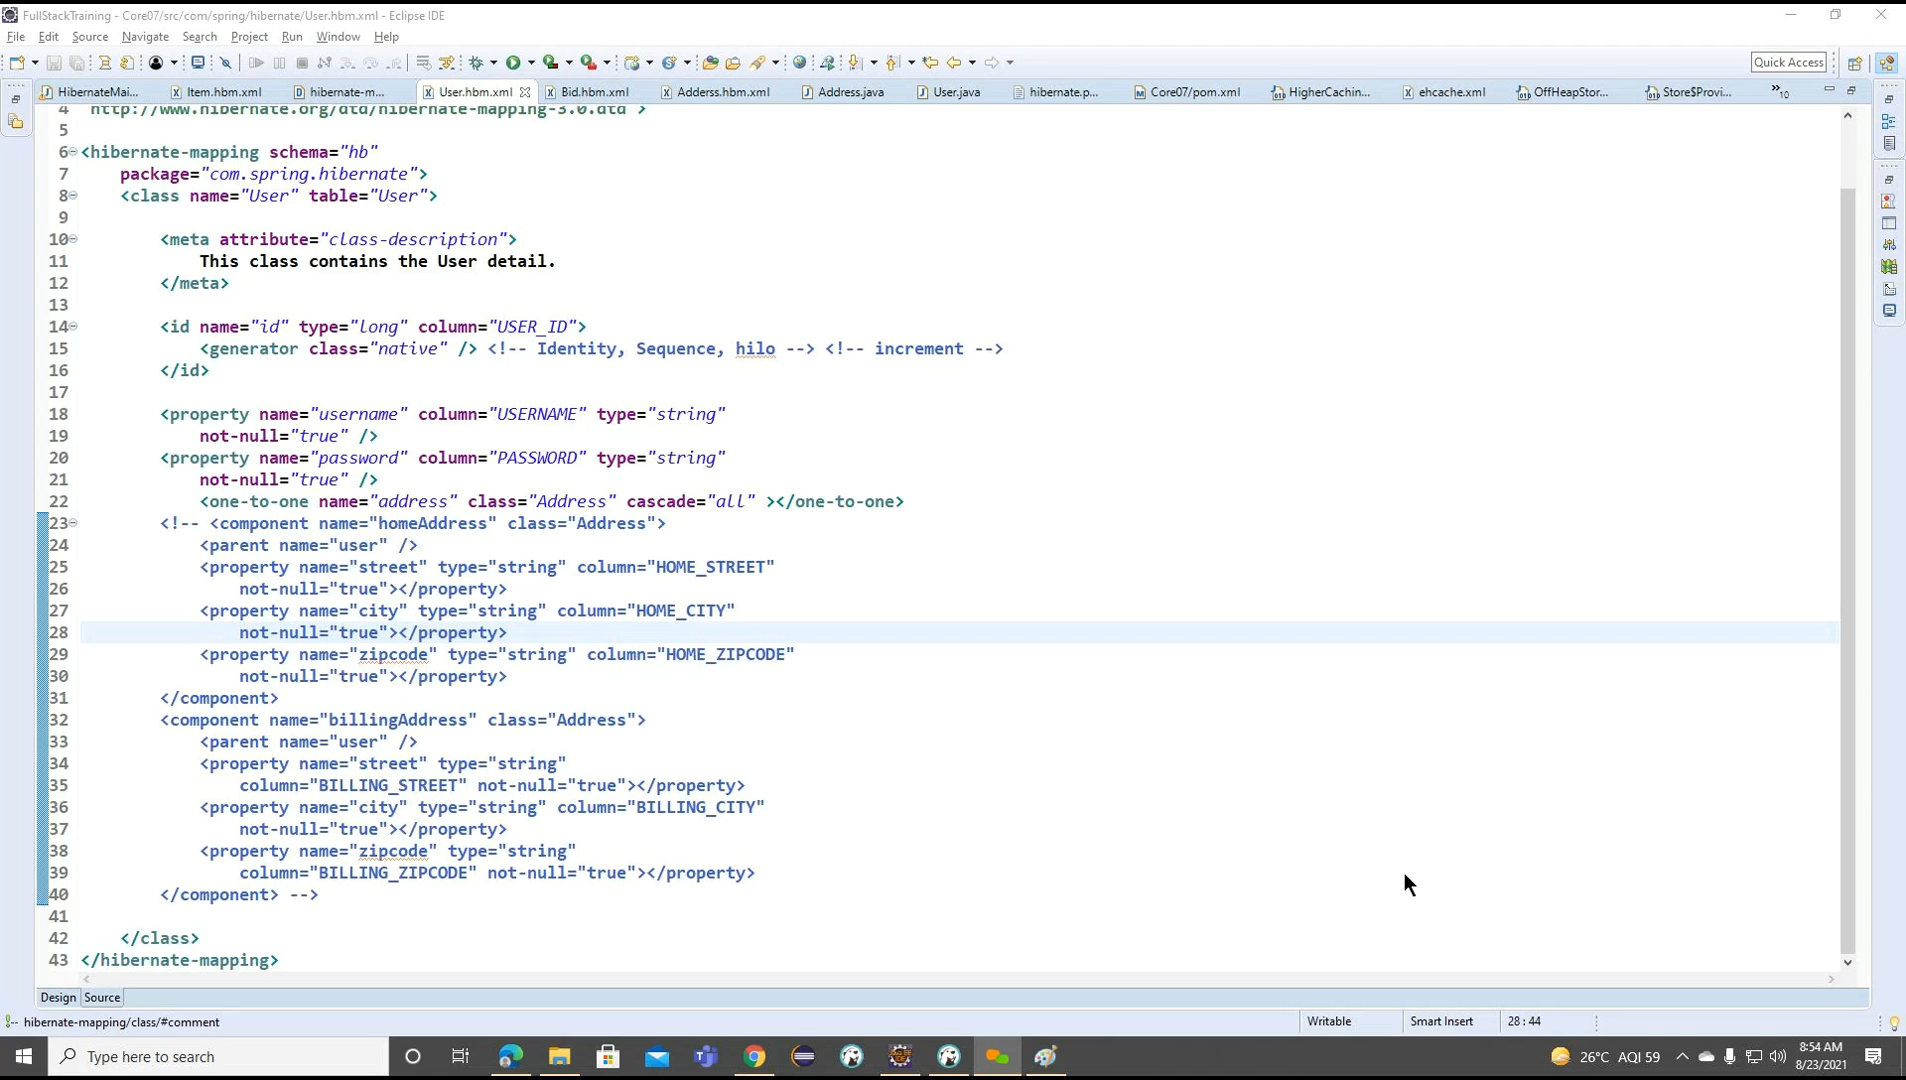 FullStackTraining - Core07/src/com/spring/hibernate/User.hbm.xml - Eclipse IDE
File Edit Source Navigate Search Project Run Window Help
Quick Access
HibernateMai... Item.hbm.xml hibernate-m... User.hbm.xml Bid.hbm.xml Adderss.hbm.xml Address.java User.java hibernate.p... Core07/pom.xml HigherCachin... ehcache.xml OffHeapStor... Store$Provi... »10
4 "http://www.hibernate.org/dtd/hibernate-mapping-3.0.dtd">
5
6 <hibernate-mapping schema="hb"
7 package="com.spring.hibernate">
8 <class name="User" table="User">
9
10 <meta attribute="class-description">
11 This class contains the User detail.
12 </meta>
13
14 <id name="id" type="long" column="USER_ID">
15 <generator class="native" /> <!-- Identity, Sequence, hilo --> <!-- increment -->
16 </id>
17
18 <property name="username" column="USERNAME" type="string"
19 not-null="true" />
20 <property name="password" column="PASSWORD" type="string"
21 not-null="true" />
22 <one-to-one name="address" class="Address" cascade="all" ></one-to-one>
23 <!-- <component name="homeAddress" class="Address">
24 <parent name="user" />
25 <property name="street" type="string" column="HOME_STREET"
26 not-null="true"></property>
27 <property name="city" type="string" column="HOME_CITY"
28 not-null="true"></property>
29 <property name="zipcode" type="string" column="HOME_ZIPCODE"
30 not-null="true"></property>
31 </component>
32 <component name="billingAddress" class="Address">
33 <parent name="user" />
34 <property name="street" type="string"
35 column="BILLING_STREET" not-null="true"></property>
36 <property name="city" type="string" column="BILLING_CITY"
37 not-null="true"></property>
38 <property name="zipcode" type="string"
39 column="BILLING_ZIPCODE" not-null="true"></property>
40 </component> -->
41
42 </class>
43 </hibernate-mapping>
Design Source
hibernate-mapping/class/#comment Writable Smart Insert 28 : 44
Type here to search
26°C AQI 59
8:54 AM
8/23/2021